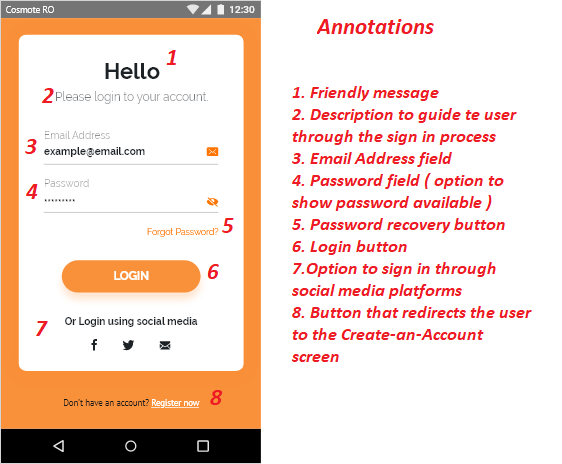 Cosmote RO
12:30
Hello 1
2 Please login to your account.
Email Address
3 example@email.com
Password
4 *********
Forgot Password? 5
LOGIN 6
Or Login using social media
7
Don't have an account? Register now 8
Annotations
1. Friendly message
2. Description to guide te user
through the sign in process
3. Email Address field
4. Password field ( option to
show password available )
5. Password recovery button
6. Login button
7.Option to sign in through
social media platforms
8. Button that redirects the user
to the Create-an-Account
screen